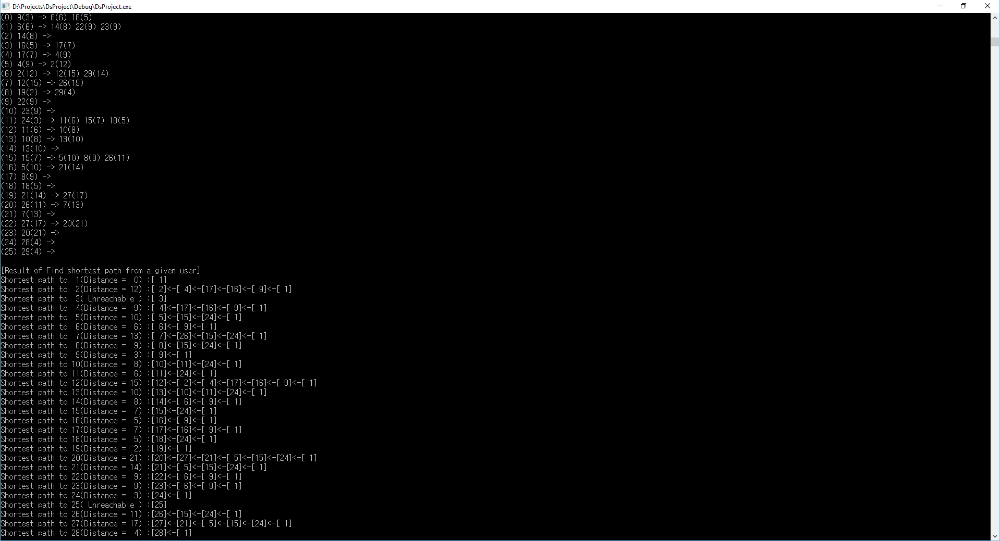 D:\Projects\DsProject\Debug\DsProject.exe
(0) 9(3) -> 6(6) 16(5)
(1) 6(6) -> 14(8) 22(9) 23(9)
(2) 14(8) ->
(3) 16(5) -> 17(7)
(4) 17(7) -> 4(9)
(5) 4(9) -> 2(12)
(6) 2(12) -> 12(15) 29(14)
(7) 12(15) -> 26(19)
(8) 19(2) -> 29(4)
(9) 22(9) ->
(10) 23(9) ->
(11) 24(3) -> 11(6) 15(7) 18(5)
(12) 11(6) -> 10(8)
(13) 10(8) -> 13(10)
(14) 13(10) ->
(15) 15(7) -> 5(10) 8(9) 26(11)
(16) 5(10) -> 21(14)
(17) 8(9) ->
(18) 18(5) ->
(19) 21(14) -> 27(17)
(20) 26(11) -> 7(13)
(21) 7(13) ->
(22) 27(17) -> 20(21)
(23) 20(21) ->
(24) 28(4) ->
(25) 29(4) ->
[Result of Find shortest path from a given user]
Shortest path to  1(Distance =  0) :[ 1]
Shortest path to  2(Distance = 12) :[ 2]<-[ 4]<-[17]<-[16]<-[ 9]<-[ 1]
Shortest path to  3( Unreachable ) :[ 3]
Shortest path to  4(Distance =  9) :[ 4]<-[17]<-[16]<-[ 9]<-[ 1]
Shortest path to  5(Distance = 10) :[ 5]<-[15]<-[24]<-[ 1]
Shortest path to  6(Distance =  6) :[ 6]<-[ 9]<-[ 1]
Shortest path to  7(Distance = 13) :[ 7]<-[26]<-[15]<-[24]<-[ 1]
Shortest path to  8(Distance =  9) :[ 8]<-[15]<-[24]<-[ 1]
Shortest path to  9(Distance =  3) :[ 9]<-[ 1]
Shortest path to 10(Distance =  8) :[10]<-[11]<-[24]<-[ 1]
Shortest path to 11(Distance =  6) :[11]<-[24]<-[ 1]
Shortest path to 12(Distance = 15) :[12]<-[ 2]<-[ 4]<-[17]<-[16]<-[ 9]<-[ 1]
Shortest path to 13(Distance = 10) :[13]<-[10]<-[11]<-[24]<-[ 1]
Shortest path to 14(Distance =  8) :[14]<-[ 6]<-[ 9]<-[ 1]
Shortest path to 15(Distance =  7) :[15]<-[24]<-[ 1]
Shortest path to 16(Distance =  5) :[16]<-[ 9]<-[ 1]
Shortest path to 17(Distance =  7) :[17]<-[16]<-[ 9]<-[ 1]
Shortest path to 18(Distance =  5) :[18]<-[24]<-[ 1]
Shortest path to 19(Distance =  2) :[19]<-[ 1]
Shortest path to 20(Distance = 21) :[20]<-[27]<-[21]<-[ 5]<-[15]<-[24]<-[ 1]
Shortest path to 21(Distance = 14) :[21]<-[ 5]<-[15]<-[24]<-[ 1]
Shortest path to 22(Distance =  9) :[22]<-[ 6]<-[ 9]<-[ 1]
Shortest path to 23(Distance =  9) :[23]<-[ 6]<-[ 9]<-[ 1]
Shortest path to 24(Distance =  3) :[24]<-[ 1]
Shortest path to 25( Unreachable ) :[25]
Shortest path to 26(Distance = 11) :[26]<-[15]<-[24]<-[ 1]
Shortest path to 27(Distance = 17) :[27]<-[21]<-[ 5]<-[15]<-[24]<-[ 1]
Shortest path to 28(Distance =  4) :[28]<-[ 1]